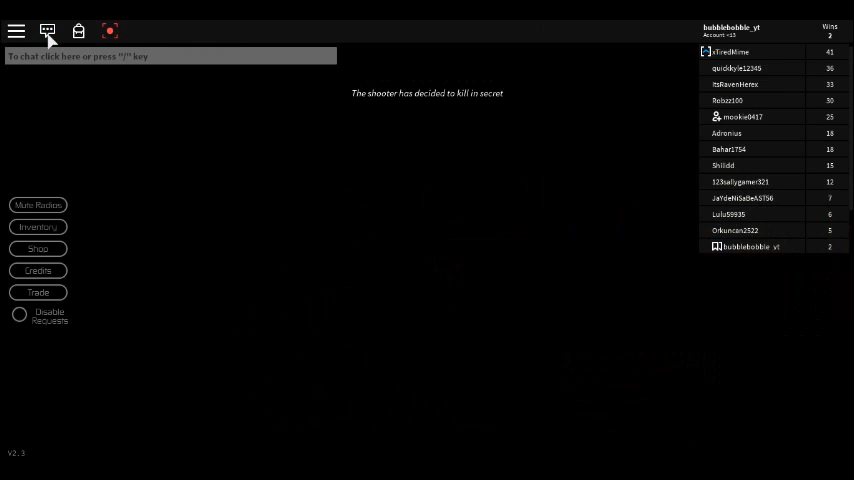 bubblebobble_yt
Account <13
Wins
2
To chat click here or press "/" key
The shooter has decided to kill in secret
xTiredMime 41
quickkyle12345 36
ItsRavenHerex 33
Robzz100 30
mookie0417 25
Adronius 18
Bahar1754 18
Shilldd 15
123sallygamer321 12
JaYdeNiSaBeAST56 7
Lulu59935 6
Orkuncan2522 5
bubblebobble_yt 2
Mute Radios
Inventory
Shop
Credits
Trade
Disable
Requests
V2.3